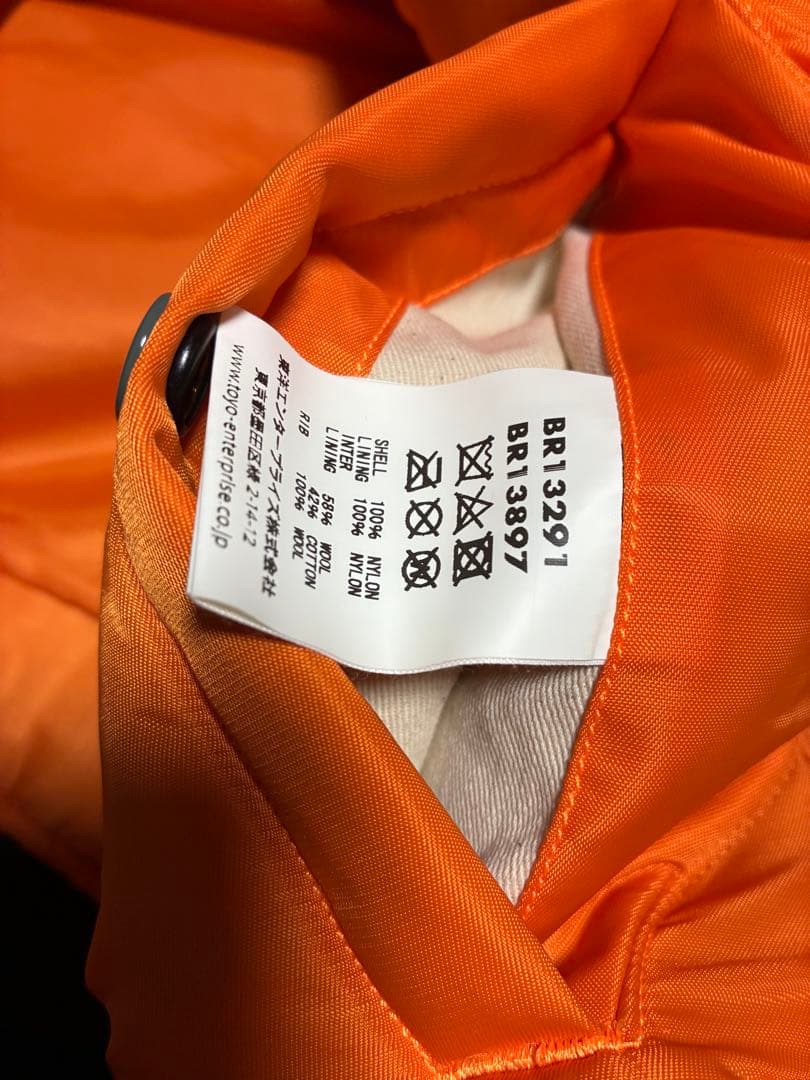 BR13291
BR13897
SHELL 100% NYLON
LINING 100% NYLON
INTER 58% WOOL
LINING 42% COTTON
RIB 100% WOOL
東洋エンタープライズ株式会社
東京都墨田区橋 2-14-12
www.toyo-enterprise.co.jp